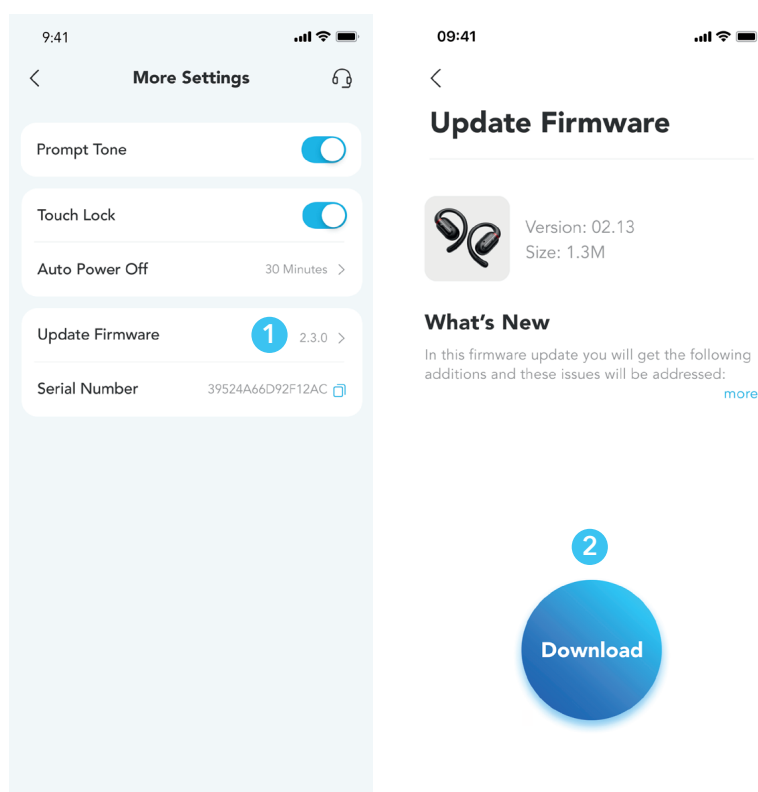 9:41
More Settings
Prompt Tone
Touch Lock
Auto Power Off 30 Minutes
Update Firmware 1 2.3.0
Serial Number 39524A66D92F12AC
09:41
Update Firmware
Version: 02.13
Size: 1.3M
What's New
In this firmware update you will get the following
additions and these issues will be addressed:
more
2
Download